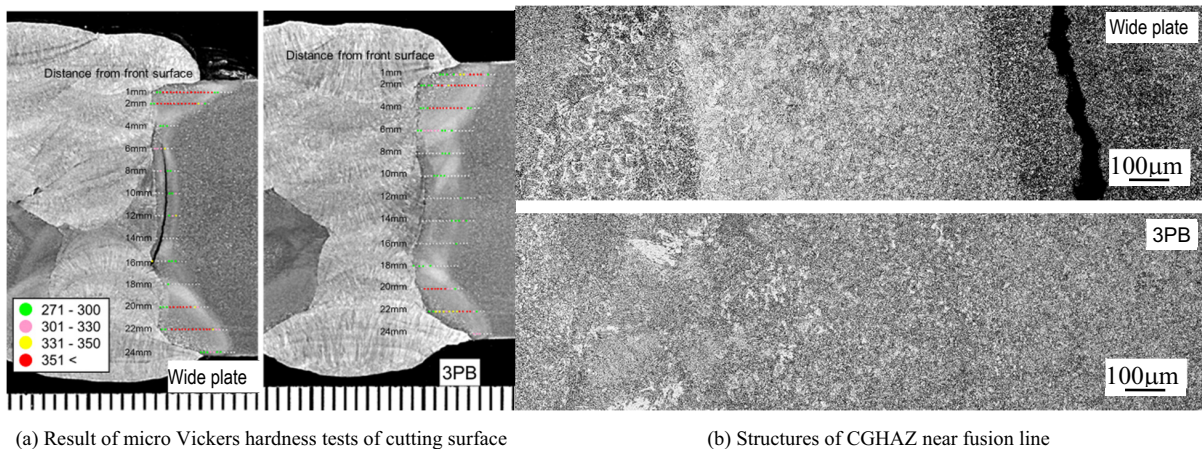 Distance from front surface
1mm
2mm
4mm
6mm
8mm
10mm
12mm
14mm
16mm
18mm
20mm
22mm
24mm
271 - 300
301 - 330
331 - 350
351 <
Wide plate
Distance from front surface
1mm
2mm
4mm
6mm
8mm
10mm
12mm
14mm
16mm
18mm
20mm
22mm
24mm
3PB
(a) Result of micro Vickers hardness tests of cutting surface
Wide plate
100μm
3PB
100μm
(b) Structures of CGHAZ near fusion line